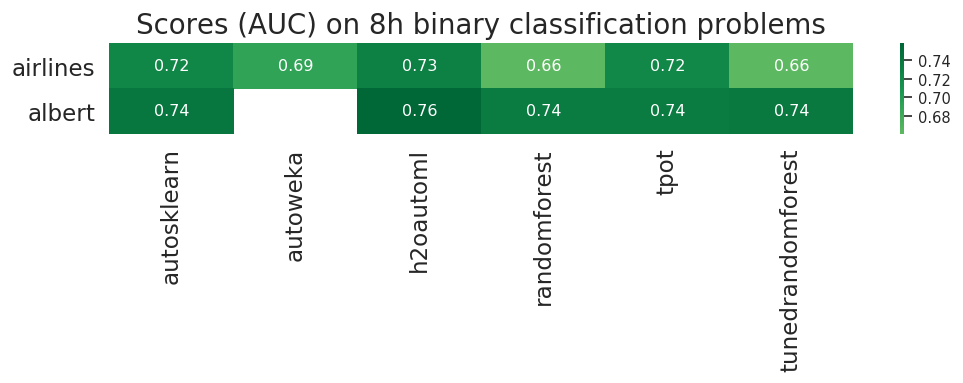 Scores (AUC) on 8h binary classification problems
airlines 0.72 0.69 0.73 0.66 0.72 0.66
albert 0.74 0.76 0.74 0.74 0.74
autosklearn
autoweka
h2oautoml
randomforest
tpot
tunedrandomforest
0.74
0.72
0.70
0.68